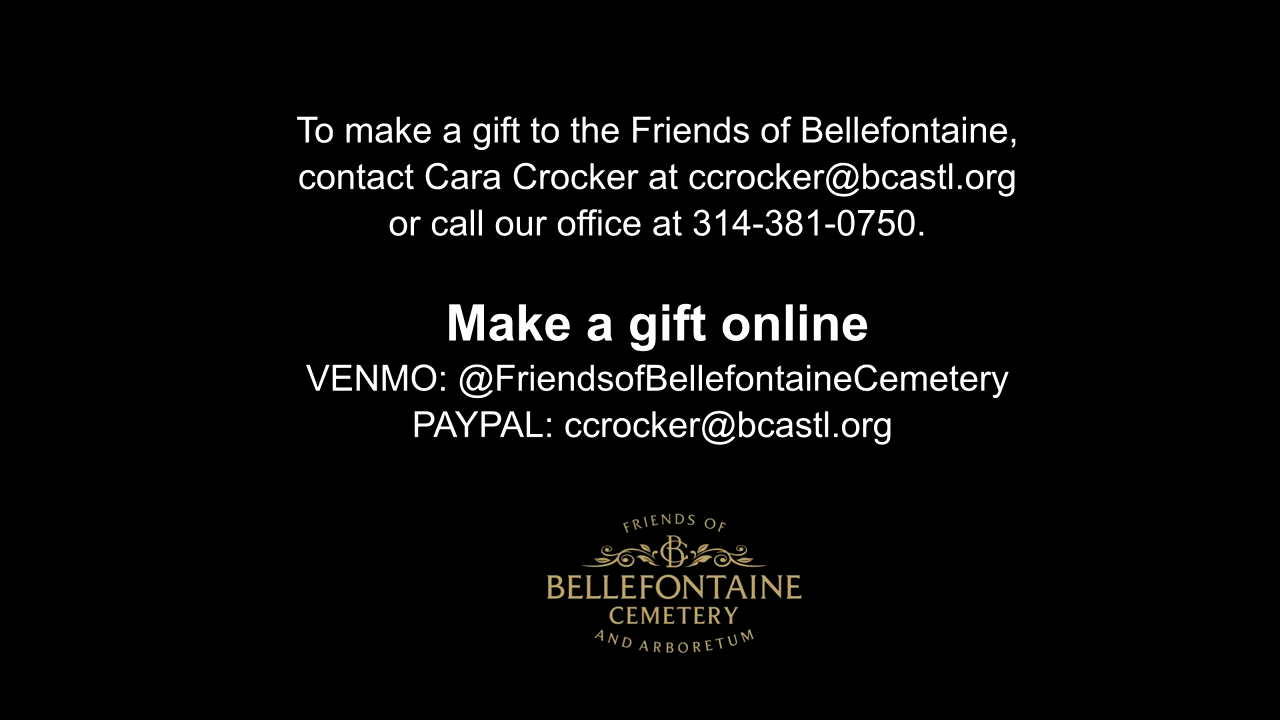 To make a gift to the Friends of Bellefontaine,
contact Cara Crocker at ccrocker@bcastl.org
or call our office at 314-381-0750.
Make a gift online
VENMO: @FriendsofBellefontaineCemetery
PAYPAL: ccrocker@bcastl.org
FRIENDS OF
BC
BELLEFONTAINE
CEMETERY
AND ARBORETUM